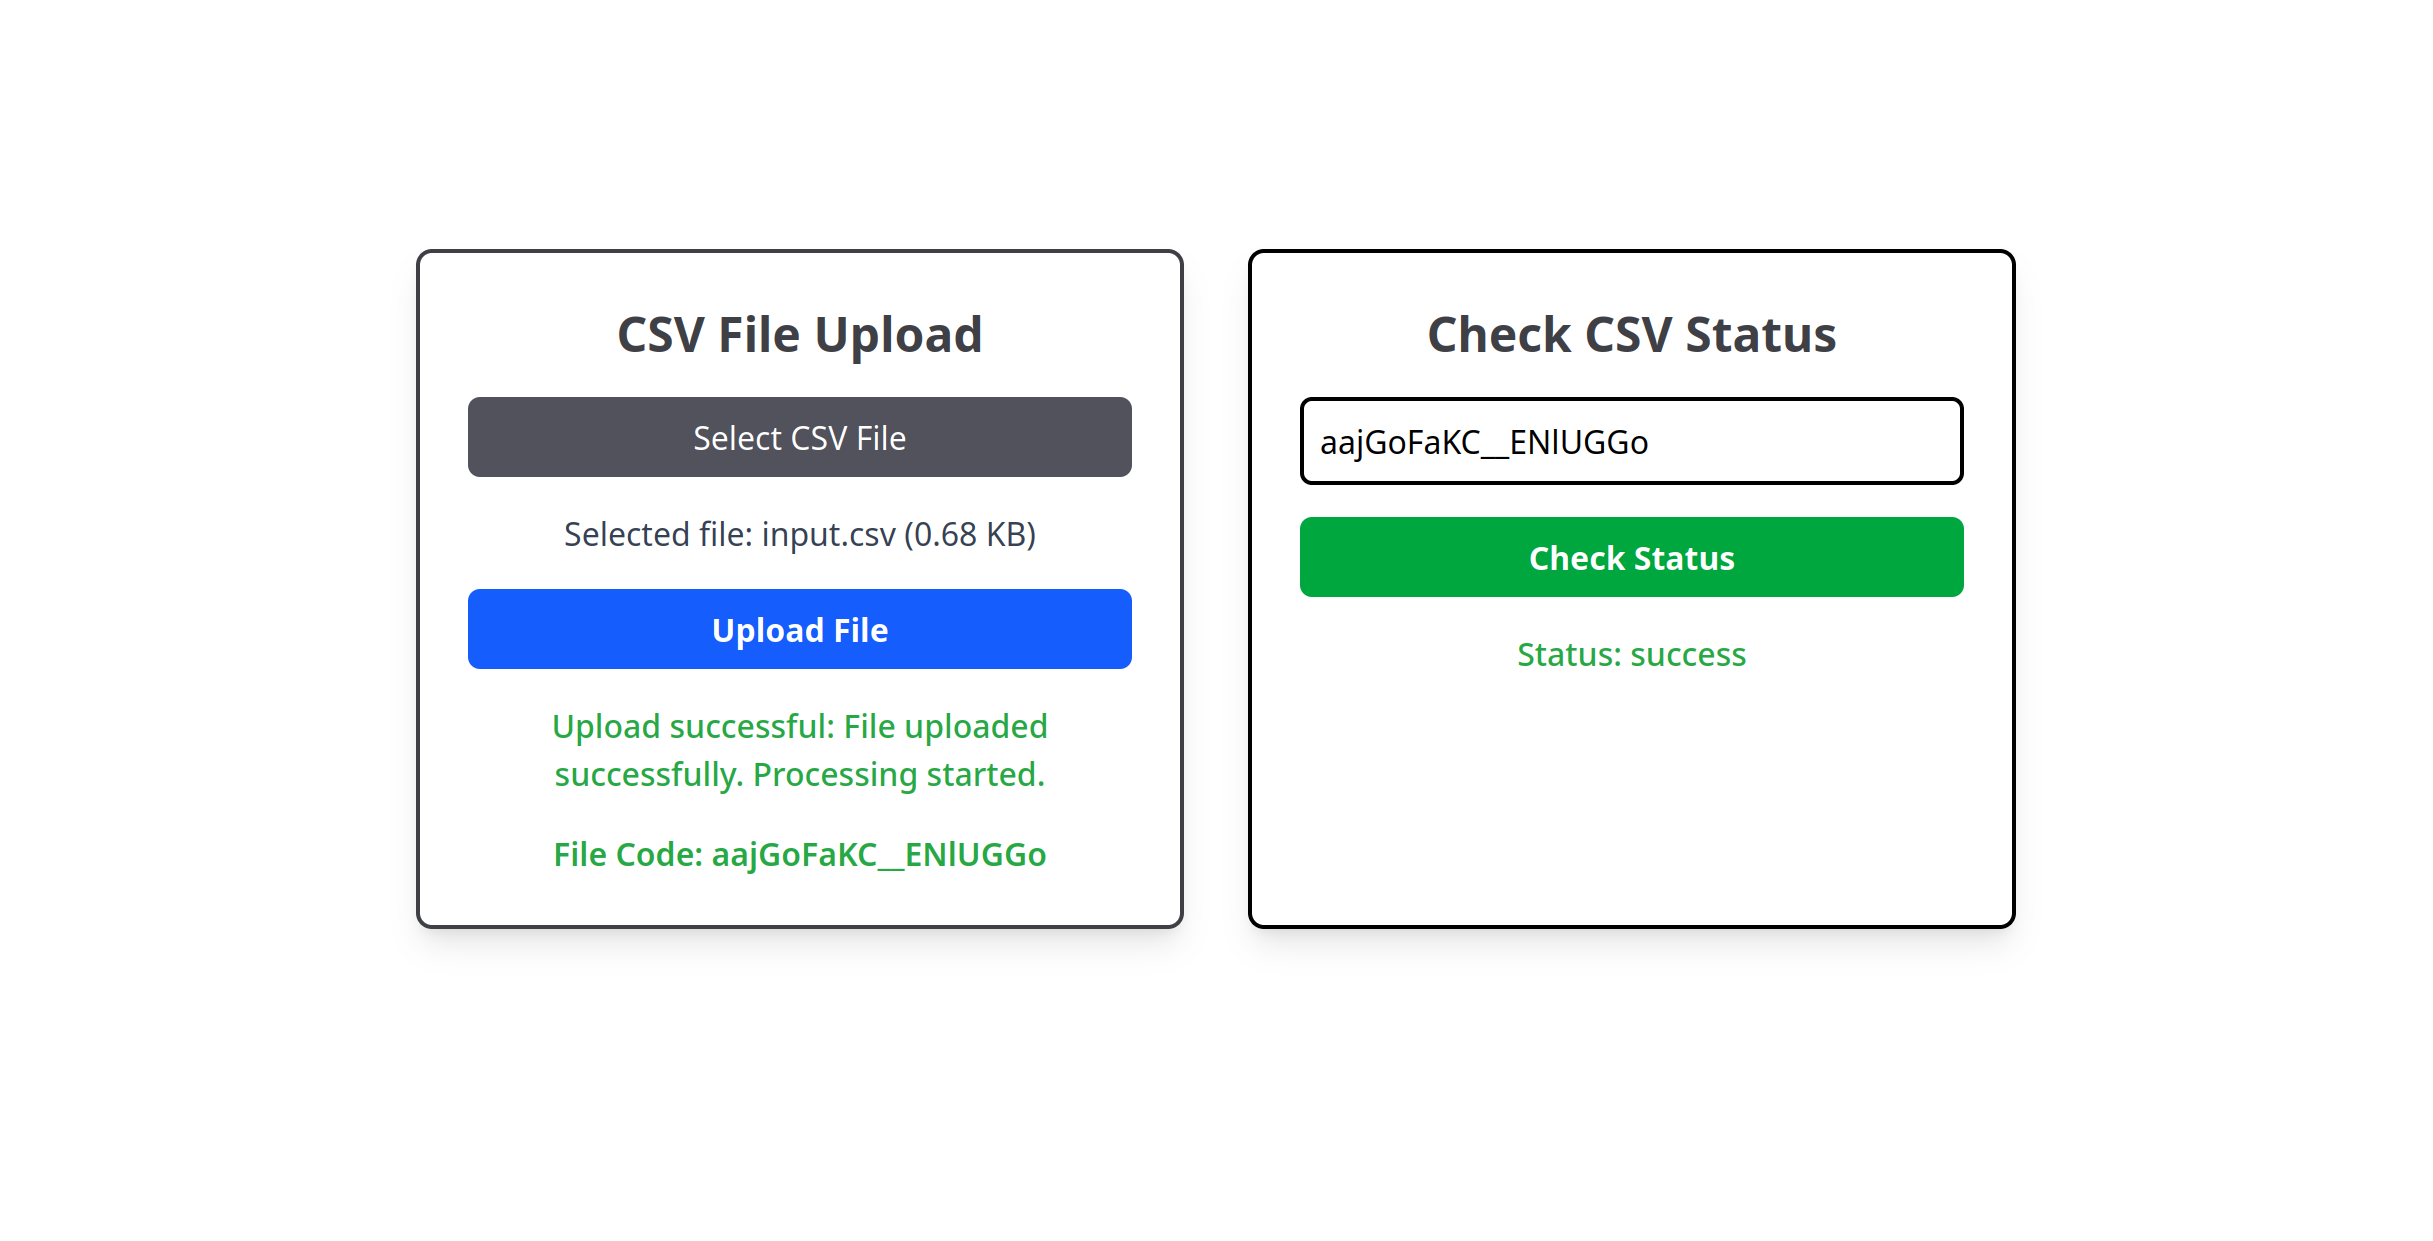 CSV File Upload
Select CSV File
Selected file: input.csv (0.68 KB)
Upload File
Upload successful: File uploaded
successfully. Processing started.
File Code: aajGoFaKC__ENlUGGo
Check CSV Status
aajGoFaKC__ENlUGGo
Check Status
Status: success